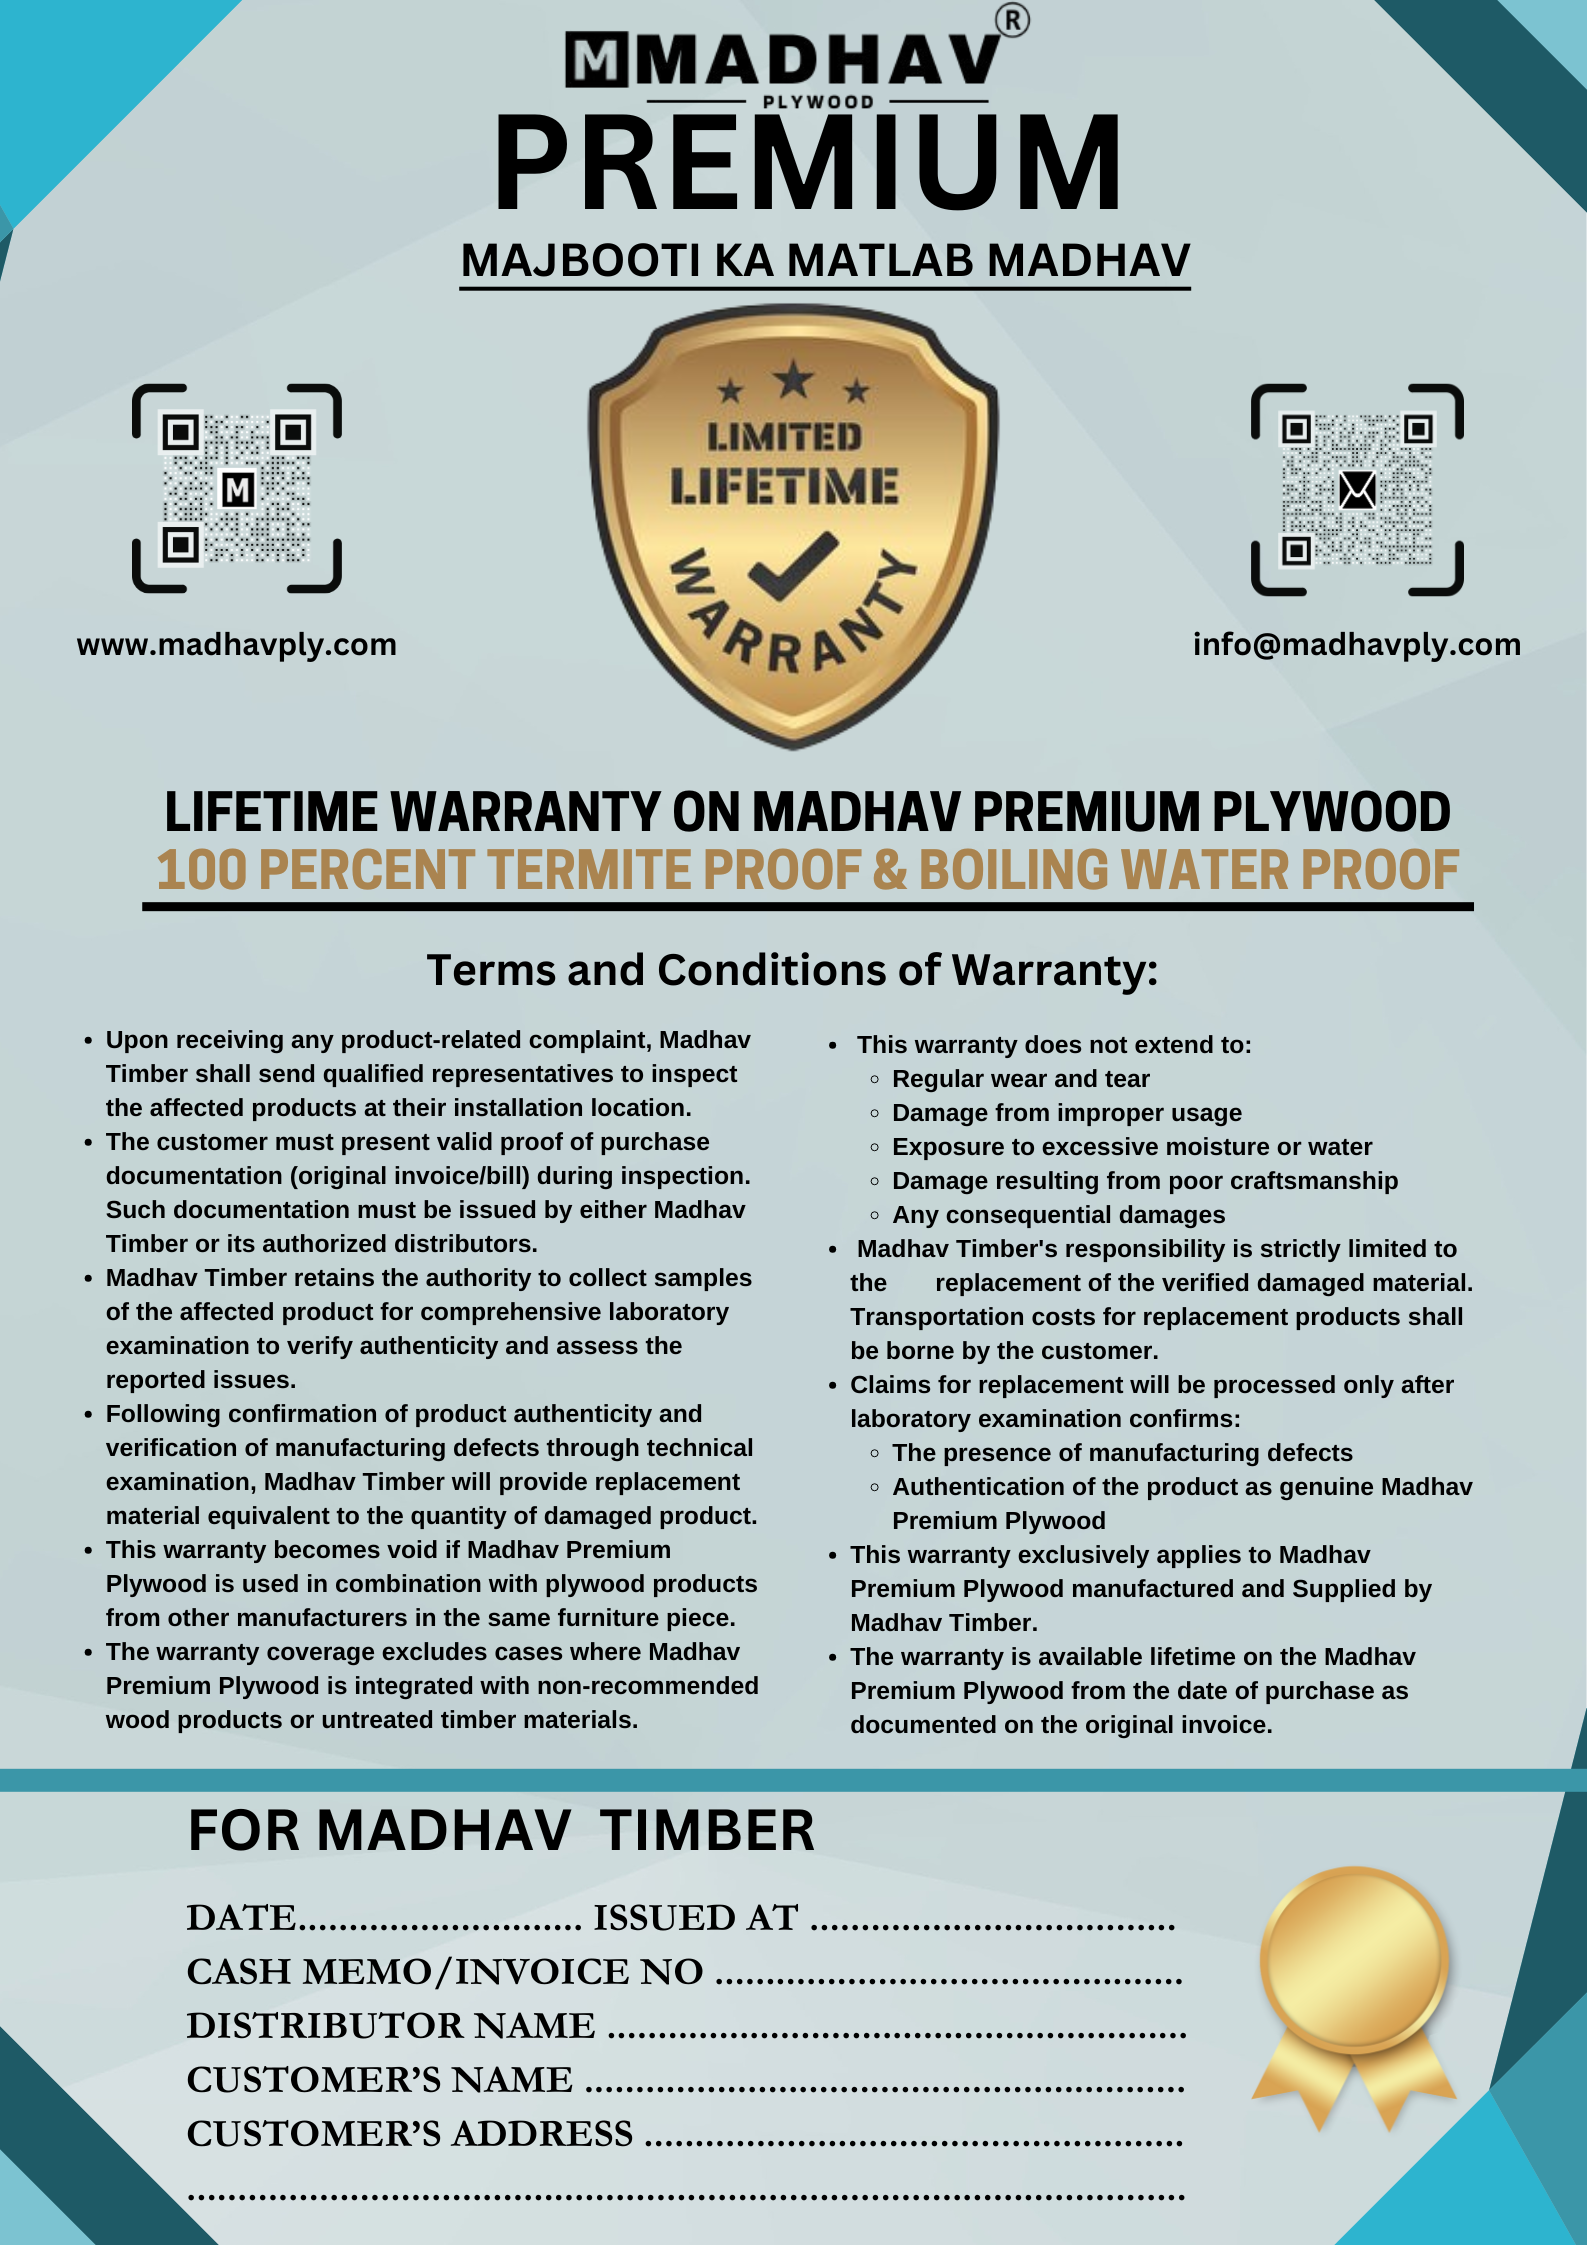 M MADHAV ®
PLYWOOD
PREMIUM
MAJBOOTI KA MATLAB MADHAV
LIMITED
LIFETIME
WARRANTY
M
www.madhavply.com
info@madhavply.com
LIFETIME WARRANTY ON MADHAV PREMIUM PLYWOOD
100 PERCENT TERMITE PROOF & BOILING WATER PROOF
Terms and Conditions of Warranty:
• Upon receiving any product-related complaint, Madhav
Timber shall send qualified representatives to inspect
the affected products at their installation location.
• The customer must present valid proof of purchase
documentation (original invoice/bill) during inspection.
Such documentation must be issued by either Madhav
Timber or its authorized distributors.
• Madhav Timber retains the authority to collect samples
of the affected product for comprehensive laboratory
examination to verify authenticity and assess the
reported issues.
• Following confirmation of product authenticity and
verification of manufacturing defects through technical
examination, Madhav Timber will provide replacement
material equivalent to the quantity of damaged product.
• This warranty becomes void if Madhav Premium
Plywood is used in combination with plywood products
from other manufacturers in the same furniture piece.
• The warranty coverage excludes cases where Madhav
Premium Plywood is integrated with non-recommended
wood products or untreated timber materials.
• This warranty does not extend to:
◦ Regular wear and tear
◦ Damage from improper usage
◦ Exposure to excessive moisture or water
◦ Damage resulting from poor craftsmanship
◦ Any consequential damages
• Madhav Timber's responsibility is strictly limited to
the replacement of the verified damaged material.
Transportation costs for replacement products shall
be borne by the customer.
• Claims for replacement will be processed only after
laboratory examination confirms:
◦ The presence of manufacturing defects
◦ Authentication of the product as genuine Madhav
Premium Plywood
• This warranty exclusively applies to Madhav
Premium Plywood manufactured and Supplied by
Madhav Timber.
• The warranty is available lifetime on the Madhav
Premium Plywood from the date of purchase as
documented on the original invoice.
FOR MADHAV TIMBER
DATE............................ ISSUED AT ....................................
CASH MEMO/INVOICE NO ..............................................
DISTRIBUTOR NAME .........................................................
CUSTOMER’S NAME ...........................................................
CUSTOMER’S ADDRESS .....................................................
..................................................................................................